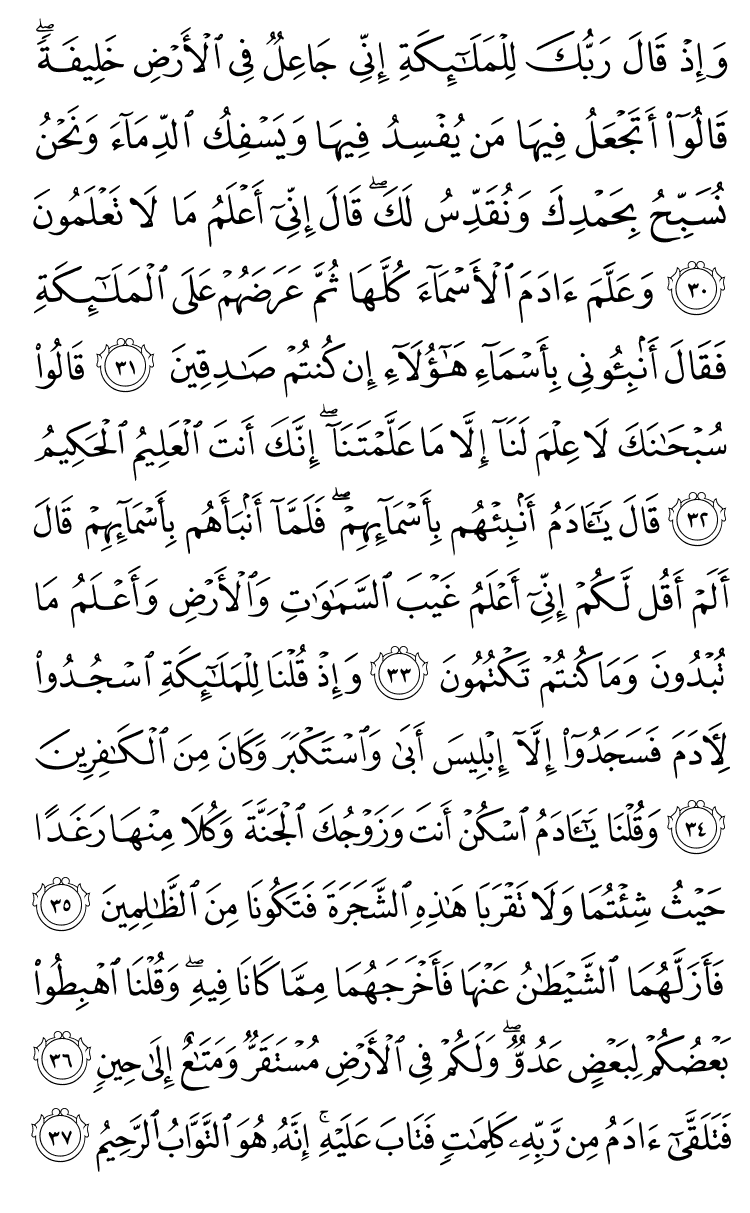 وَإِذۡ قَالَ رَبُّكَ لِلۡمَلَٰٓئِكَةِ إِنِّي جَاعِلٞ فِي ٱلۡأَرۡضِ خَلِيفَةٗۖ
قَالُوٓاْ أَتَجۡعَلُ فِيهَا مَن يُفۡسِدُ فِيهَا وَيَسۡفِكُ ٱلدِّمَآءَ وَنَحۡنُ
نُسَبِّحُ بِحَمۡدِكَ وَنُقَدِّسُ لَكَۖ قَالَ إِنِّيٓ أَعۡلَمُ مَا لَا تَعۡلَمُونَ
٣٠ وَعَلَّمَ ءَادَمَ ٱلۡأَسۡمَآءَ كُلَّهَا ثُمَّ عَرَضَهُمۡ عَلَى ٱلۡمَلَٰٓئِكَةِ
فَقَالَ أَنۢبِـُٔونِي بِأَسۡمَآءِ هَٰٓؤُلَآءِ إِن كُنتُمۡ صَٰدِقِينَ ٣١ قَالُواْ
سُبۡحَٰنَكَ لَا عِلۡمَ لَنَآ إِلَّا مَا عَلَّمۡتَنَآۖ إِنَّكَ أَنتَ ٱلۡعَلِيمُ ٱلۡحَكِيمُ
٣٢ قَالَ يَٰٓـَٔادَمُ أَنۢبِئۡهُم بِأَسۡمَآئِهِمۡۖ فَلَمَّآ أَنۢبَأَهُم بِأَسۡمَآئِهِمۡ قَالَ
أَلَمۡ أَقُل لَّكُمۡ إِنِّيٓ أَعۡلَمُ غَيۡبَ ٱلسَّمَٰوَٰتِ وَٱلۡأَرۡضِ وَأَعۡلَمُ مَا
تُبۡدُونَ وَمَا كُنتُمۡ تَكۡتُمُونَ ٣٣ وَإِذۡ قُلۡنَا لِلۡمَلَٰٓئِكَةِ ٱسۡجُدُواْ
لِأٓدَمَ فَسَجَدُوٓاْ إِلَّآ إِبۡلِيسَ أَبَىٰ وَٱسۡتَكۡبَرَ وَكَانَ مِنَ ٱلۡكَٰفِرِينَ
٣٤ وَقُلۡنَا يَٰٓـَٔادَمُ ٱسۡكُنۡ أَنتَ وَزَوۡجُكَ ٱلۡجَنَّةَ وَكُلَا مِنۡهَا رَغَدًا
حَيۡثُ شِئۡتُمَا وَلَا تَقۡرَبَا هَٰذِهِ ٱلشَّجَرَةَ فَتَكُونَا مِنَ ٱلظَّٰلِمِينَ ٣٥
فَأَزَلَّهُمَا ٱلشَّيۡطَٰنُ عَنۡهَا فَأَخۡرَجَهُمَا مِمَّا كَانَا فِيهِۖ وَقُلۡنَا ٱهۡبِطُواْ
بَعۡضُكُمۡ لِبَعۡضٍ عَدُوّٞۖ وَلَكُمۡ فِي ٱلۡأَرۡضِ مُسۡتَقَرّٞ وَمَتَٰعٌ إِلَىٰ حِينٖ ٣٦
فَتَلَقَّىٰٓ ءَادَمُ مِن رَّبِّهِۦ كَلِمَٰتٖ فَتَابَ عَلَيۡهِۚ إِنَّهُۥ هُوَ ٱلتَّوَّابُ ٱلرَّحِيمُ ٣٧